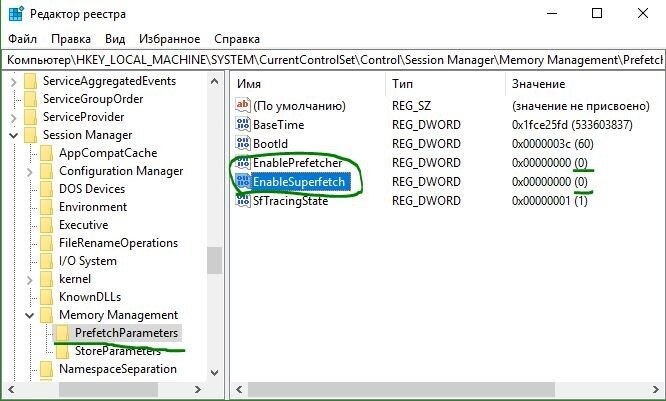 Редактор реестра
Файл Правка Вид Избранное Справка
Компьютер\HKEY_LOCAL_MACHINE\SYSTEM\CurrentControlSet\Control\Session Manager\Memory Management\Prefetch
ServiceAggregatedEvents
ServiceGroupOrder
ServiceProvider
Session Manager
AppCompatCache
Configuration Manager
DOS Devices
Environment
Executive
FileRenameOperations
I/O System
kernel
KnownDLLs
Memory Management
PrefetchParameters
StoreParameters
NamespaceSeparation
Имя Тип Значение
ab (По умолчанию) REG_SZ (значение не присвоено)
BaseTime REG_DWORD 0x1fce25fd (533603837)
BootId REG_DWORD 0x0000003c (60)
EnablePrefetcher REG_DWORD 0x00000000 (0)
EnableSuperfetch REG_DWORD 0x00000000 (0)
SfTracingState REG_DWORD 0x00000001 (1)